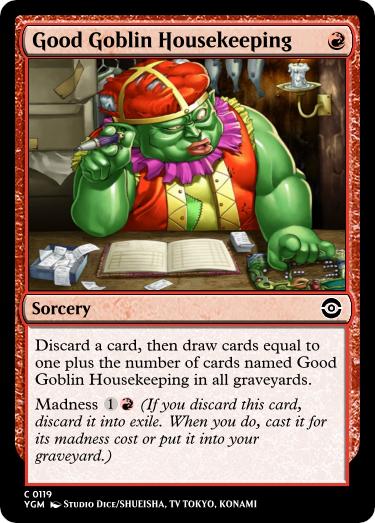 Good Goblin Housekeeping
Sorcery
Discard a card, then draw cards equal to
one plus the number of cards named Good
Goblin Housekeeping in all graveyards.
Madness 1 (If you discard this card,
discard it into exile. When you do, cast it for
its madness cost or put it into your
graveyard.)
C 0119
YGM Studio Dice/SHUEISHA, TV TOKYO, KONAMI